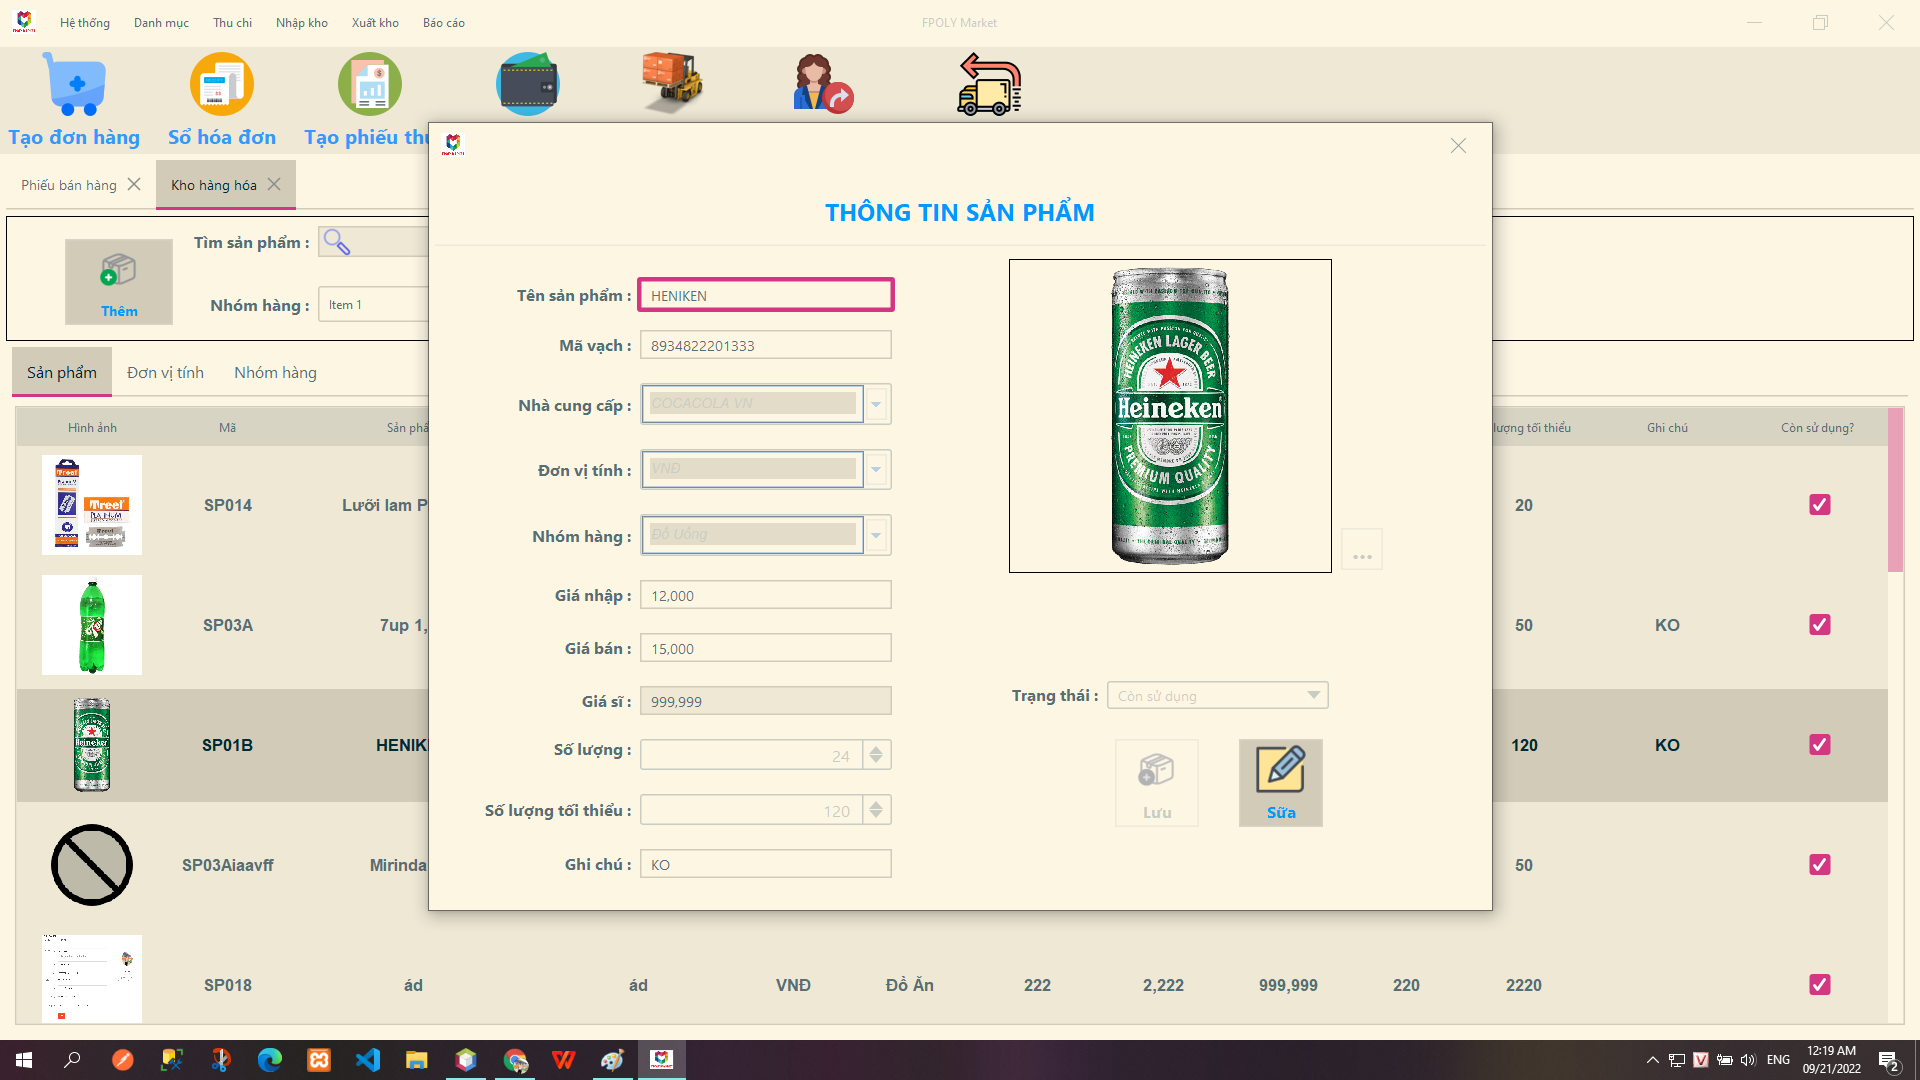 Hệ thống Danh mục Thu chi Nhập kho Xuất kho Báo cáo FPOLY Market
Tạo đơn hàng Sổ hóa đơn Tạo phiếu thu
Phiếu bán hàng Kho hàng hóa
Tìm sản phẩm :
Thêm
Nhóm hàng : Item 1
Sản phẩm Đơn vị tính Nhóm hàng
Hình ảnh Mã Sản phẩ lượng tối thiểu Ghi chú Còn sử dụng?
SP014 Lưỡi lam P 20
SP03A 7up 1, 50 KO
SP01B HENIK 120 KO
SP03Aiaavff Mirinda 50
SP018 ád ád VNĐ Đồ Ăn 222 2,222 999,999 220 2220
THÔNG TIN SẢN PHẨM
Tên sản phẩm : HENIKEN
Mã vạch : 8934822201333
Nhà cung cấp : COCACOLA VN
Đơn vị tính : VNĐ
Nhóm hàng : Đồ Uống
Giá nhập : 12,000
Giá bán : 15,000
Giá sĩ : 999,999
Số lượng : 24
Số lượng tối thiểu : 120
Ghi chú : KO
HEINEKEN LAGER BEER
Heineken
PREMIUM QUALITY
...
Trạng thái : Còn sử dụng
Lưu Sữa
ENG 12:19 AM
09/21/2022 2